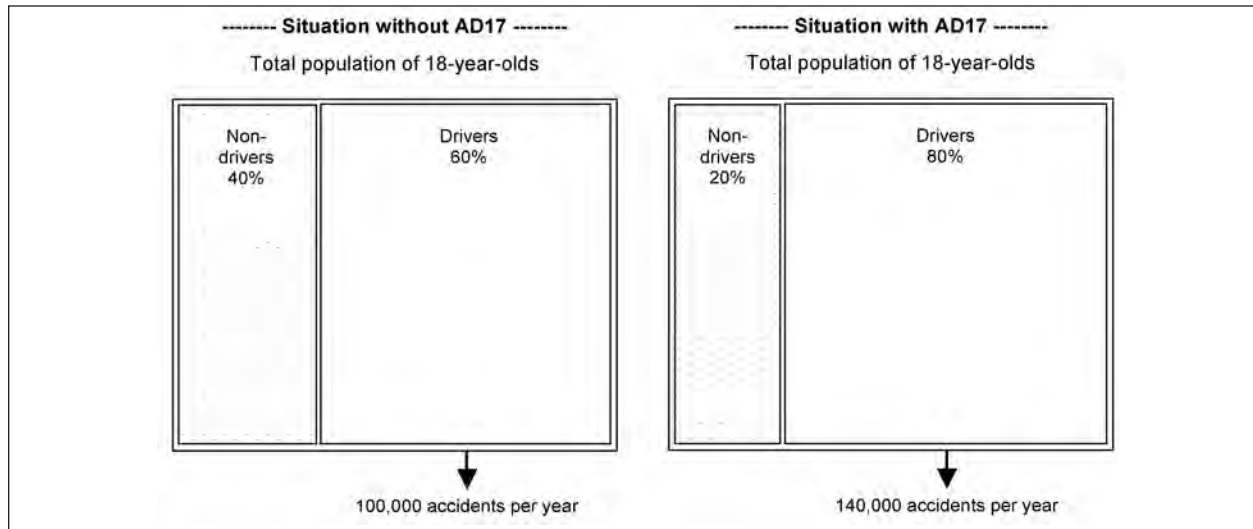 -------- Situation without AD17 --------
Total population of 18-year-olds
Non-
drivers
40%
Drivers
60%
100,000 accidents per year
-------- Situation with AD17 --------
Total population of 18-year-olds
Non-
drivers
20%
Drivers
80%
140,000 accidents per year